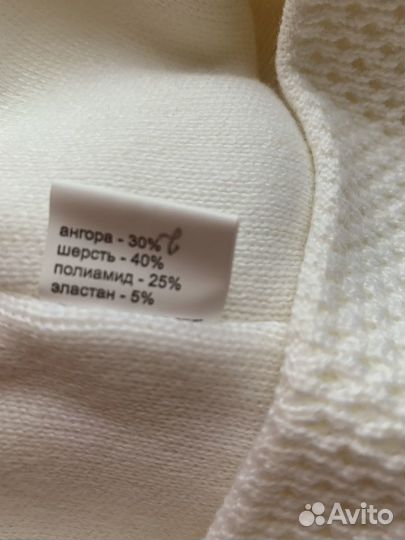 ангора - 30%
шерсть - 40%
полиамид - 25%
эластан - 5%
Avito